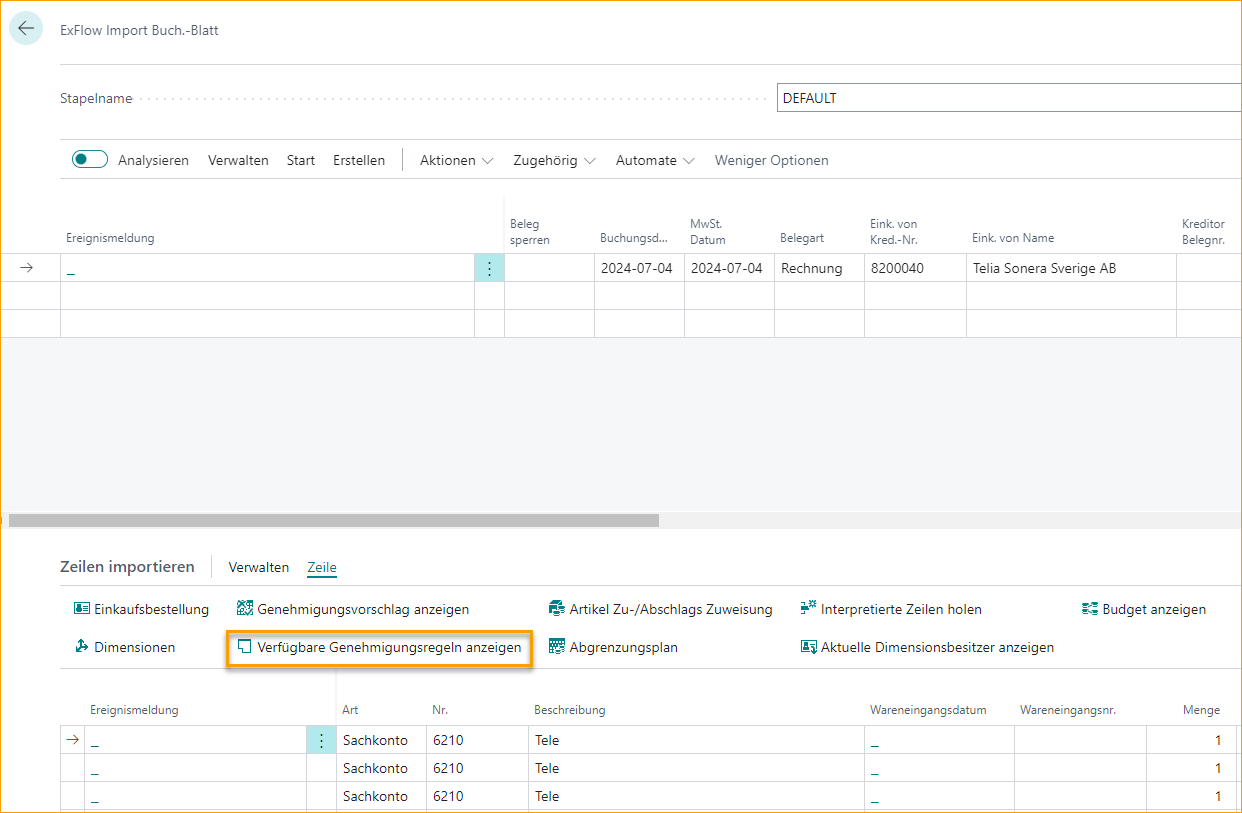 ExFlow Import Buch.-Blatt
Stapelname DEFAULT
Analysieren Verwalten Start Erstellen Aktionen Zugehörig Automate Weniger Optionen
Ereignismeldung Beleg sperren Buchungsd... MwSt. Datum Belegart Eink. von Kred.-Nr. Eink. von Name Kreditor Belegnr.
_ 2024-07-04 2024-07-04 Rechnung 8200040 Telia Sonera Sverige AB
Zeilen importieren Verwalten Zeile
Einkaufsbestellung Genehmigungsvorschlag anzeigen Artikel Zu-/Abschlags Zuweisung Interpretierte Zeilen holen Budget anzeigen
Dimensionen Verfügbare Genehmigungsregeln anzeigen Abgrenzungsplan Aktuelle Dimensionsbesitzer anzeigen
Ereignismeldung Art Nr. Beschreibung Wareneingangsdatum Wareneingangsnr. Menge
_ Sachkonto 6210 Tele _ 1
_ Sachkonto 6210 Tele _ 1
_ Sachkonto 6210 Tele _ 1